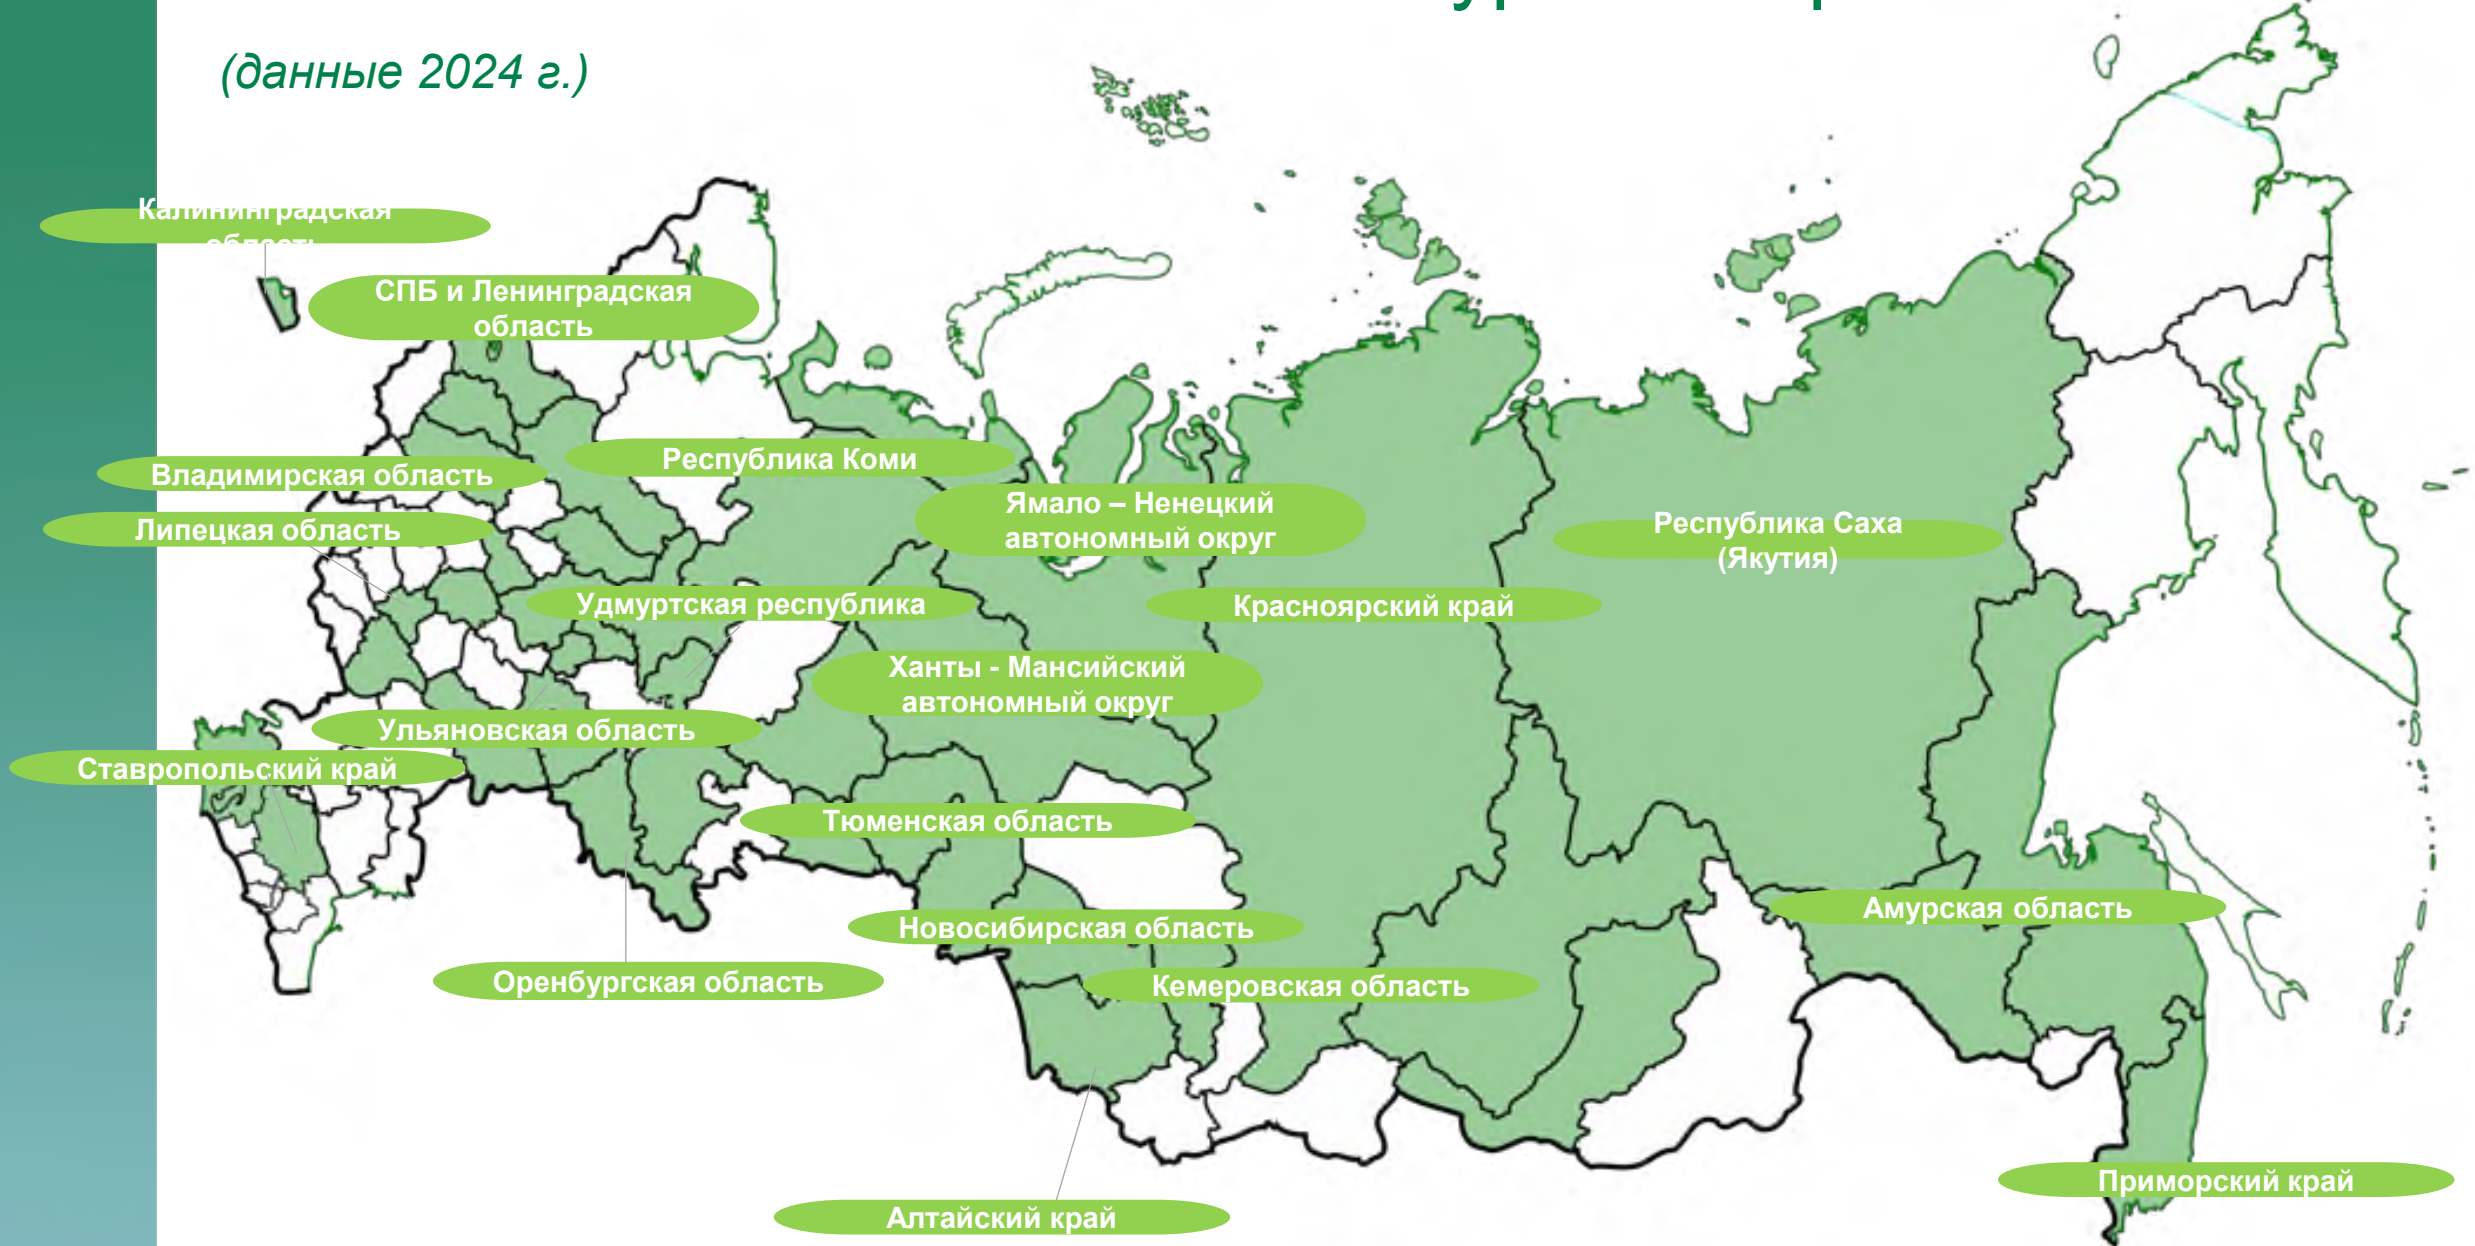 (данные 2024 г.)
Калининградская
область
СПБ и Ленинградская
область
Владимирская область
Республика Коми
Липецкая область
Ямало – Ненецкий
автономный округ
Республика Саха
(Якутия)
Удмуртская республика
Красноярский край
Ханты - Мансийский
автономный округ
Ульяновская область
Ставропольский край
Тюменская область
Новосибирская область
Амурская область
Оренбургская область
Кемеровская область
Приморский край
Алтайский край